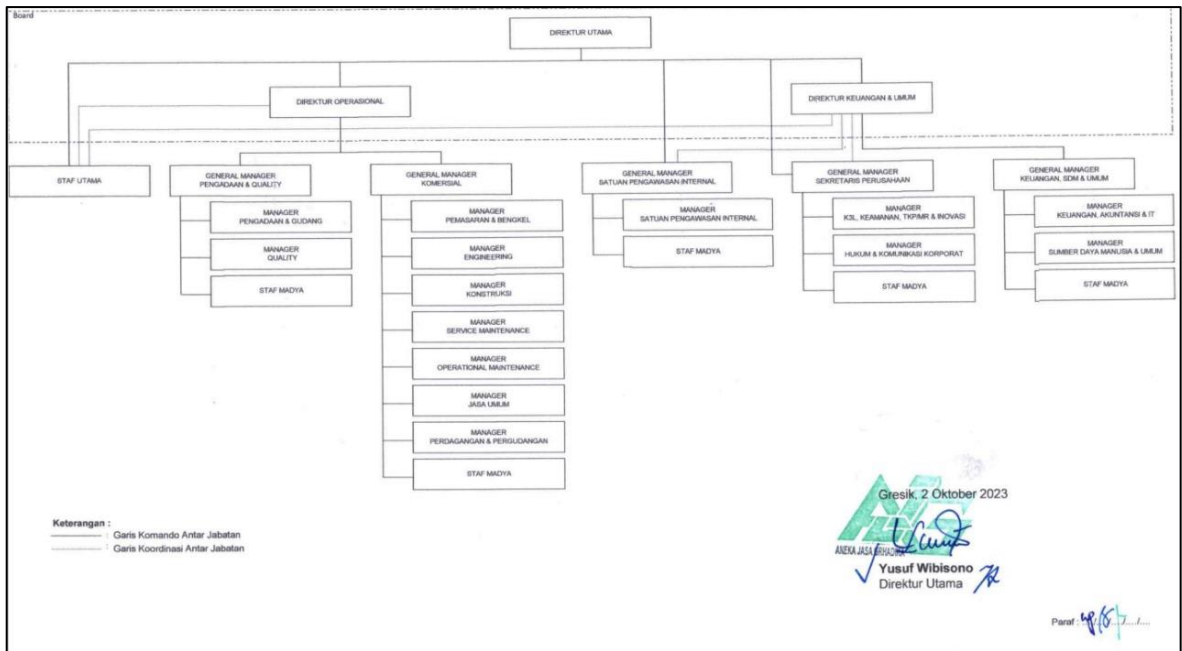 Board
DIREKTUR UTAMA
DIREKTUR OPERASIONAL
DIREKTUR KEUANGAN & UMUM
STAF UTAMA
GENERAL MANAGER
PENGADAAN & QUALITY
MANAGER
PENGADAAN & GUDANG
MANAGER
QUALITY
STAF MADYA
GENERAL MANAGER
KOMERSIAL
MANAGER
PEMASARAN & BENGKEL
MANAGER
ENGINEERING
MANAGER
KONSTRUKSI
MANAGER
SERVICE MAINTENANCE
MANAGER
OPERATIONAL MAINTENANCE
MANAGER
JASA UMUM
MANAGER
PERDAGANGAN & PERGUDANGAN
STAF MADYA
GENERAL MANAGER
SATUAN PENGAWASAN INTERNAL
MANAGER
SATUAN PENGAWASAN INTERNAL
STAF MADYA
GENERAL MANAGER
SEKRETARIS PERUSAHAAN
MANAGER
K3L, KEAMANAN, TKP/MR & INOVASI
MANAGER
HUKUM & KOMUNIKASI KORPORAT
STAF MADYA
GENERAL MANAGER
KEUANGAN, SDM & UMUM
MANAGER
KEUANGAN, AKUNTANSI & IT
MANAGER
SUMBER DAYA MANUSIA & UMUM
STAF MADYA
Keterangan :
: Garis Komando Antar Jabatan
: Garis Koordinasi Antar Jabatan
Gresik, 2 Oktober 2023
ANEKA JASA
Yusuf Wibisono
Direktur Utama
Paraf :